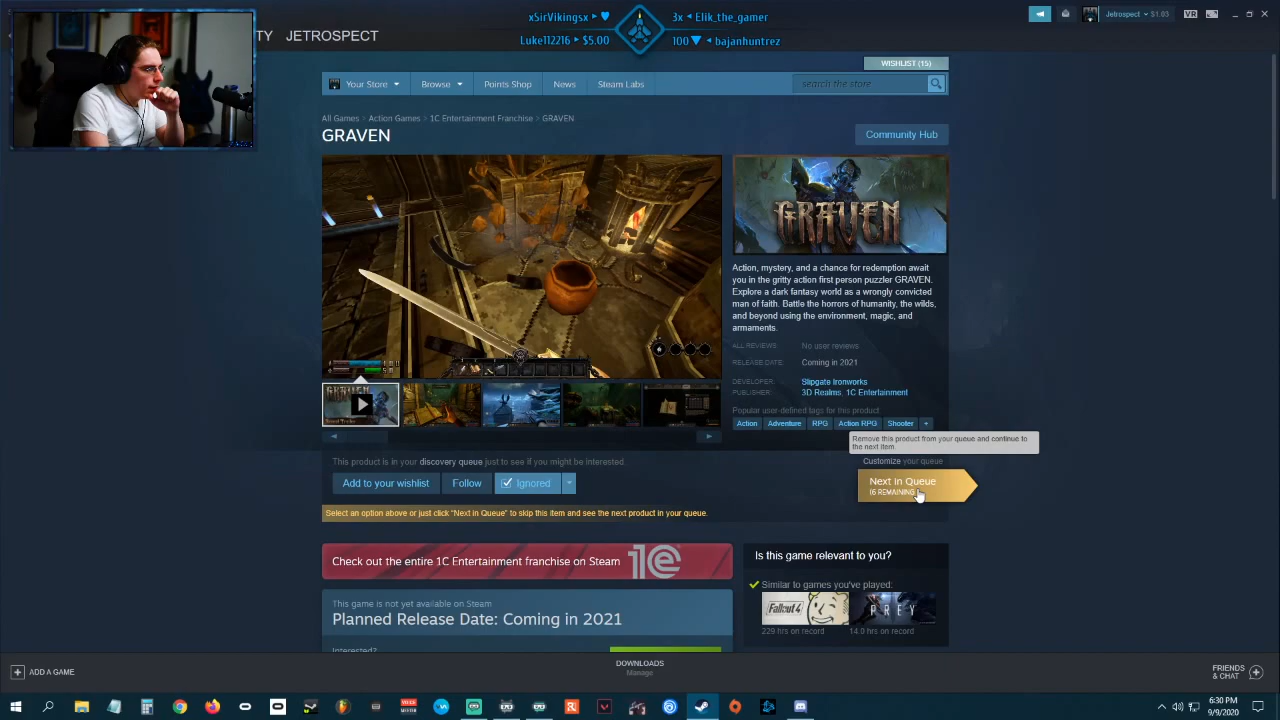 xSirVikingsx ▸ ♥
3x ◂ Elik_the_gamer
Luke112216 ▸ $5.00
100 ▼ ◂ bajanhuntrez
Jetrospect $1.85
VR
TY JETROSPECT
WISHLIST (15)
Your Store Browse Points Shop News Steam Labs
search the store
All Games > Action Games > 1C Entertainment Franchise > GRAVEN
GRAVEN
Community Hub
GRAVEN
Action, mystery, and a chance for redemption await
you in the gritty action first person puzzler GRAVEN.
Explore a dark fantasy world as a wrongly convicted
man of faith. Battle the horrors of humanity, the wilds,
and beyond using the environment, magic, and
armaments.
ALL REVIEWS: No user reviews
RELEASE DATE: Coming in 2021
DEVELOPER: Slipgate Ironworks
PUBLISHER: 3D Realms, 1C Entertainment
Popular user-defined tags for this product
Action Adventure RPG Action RPG Shooter +
GRAVEN
Remove this product from your queue and continue to
the next item.
This product is in your discovery queue just to see if you might be interested.
Customize your queue
Add to your wishlist Follow Ignored
Next in Queue
(6 REMAINING
Select an option above or just click "Next in Queue" to skip this item and see the next product in your queue.
Check out the entire 1C Entertainment franchise on Steam
1C
Is this game relevant to you?
Similar to games you've played:
Fallout 4
PREY
229 hrs on record
14.0 hrs on record
This game is not yet available on Steam
Planned Release Date: Coming in 2021
Interested?
ADD A GAME
DOWNLOADS
Manage
FRIENDS
& CHAT
6:30 PM
9/9/2020